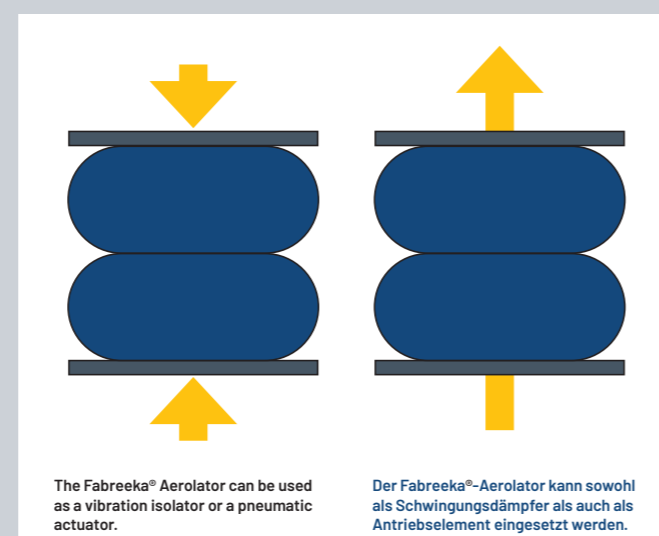 The Fabreeka® Aerolator can be used
as a vibration isolator or a pneumatic
actuator.
Der Fabreeka®-Aerolator kann sowohl
als Schwingungsdämpfer als auch als
Antriebselement eingesetzt werden.